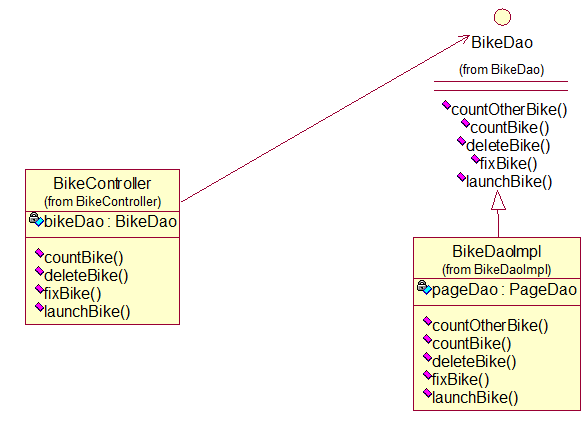 BikeDao
(from BikeDao)
countOtherBike()
countBike()
deleteBike()
fixBike()
launchBike()
BikeController
(from BikeController)
bikeDao : BikeDao
countBike()
deleteBike()
fixBike()
launchBike()
BikeDaoImpl
(from BikeDaoImpl)
pageDao : PageDao
countOtherBike()
countBike()
deleteBike()
fixBike()
launchBike()